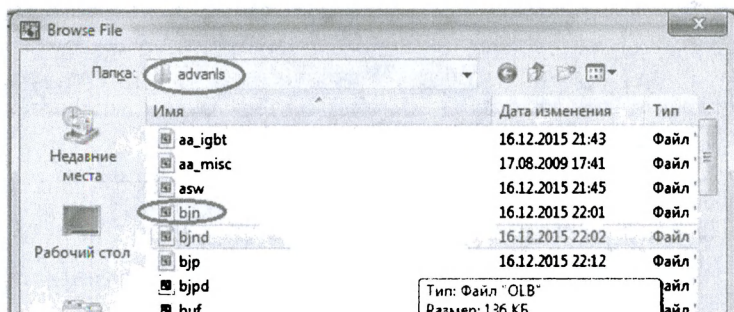 Browse File
Папка: advanls
Имя Дата изменения Тип
Недавние места
aa_igbt 16.12.2015 21:43 Файл "
aa_misc 17.08.2009 17:41 Файл "
asw 16.12.2015 21:45 Файл "
bjn 16.12.2015 22:01 Файл "
Рабочий стол
bjnd 16.12.2015 22:02 Файл "
bjp 16.12.2015 22:12 Файл "
bjpd айл "
buf айл "
Тип: Файл "OLB"
Размер: 136 КБ